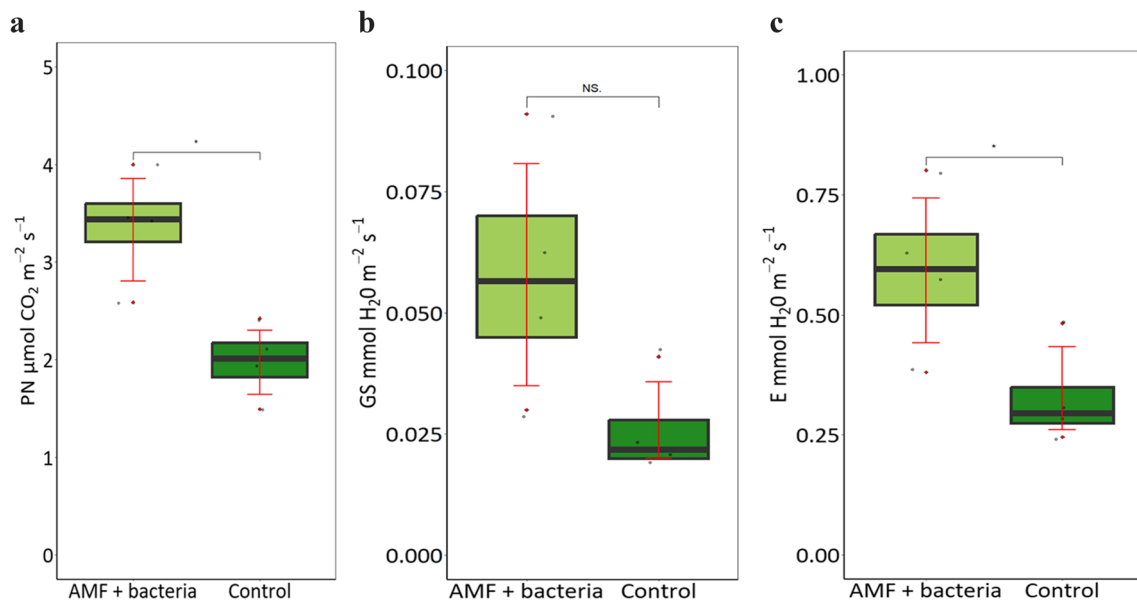 a
PN µmol CO₂ m⁻² s⁻¹
5
4
3
2
1
0
*
AMF + bacteria Control
b
GS mmol H₂0 m⁻² s⁻¹
0.100
0.075
0.050
0.025
0.000
NS.
AMF + bacteria Control
c
E mmol H₂0 m⁻² s⁻¹
1.00
0.75
0.50
0.25
0.00
*
AMF + bacteria Control